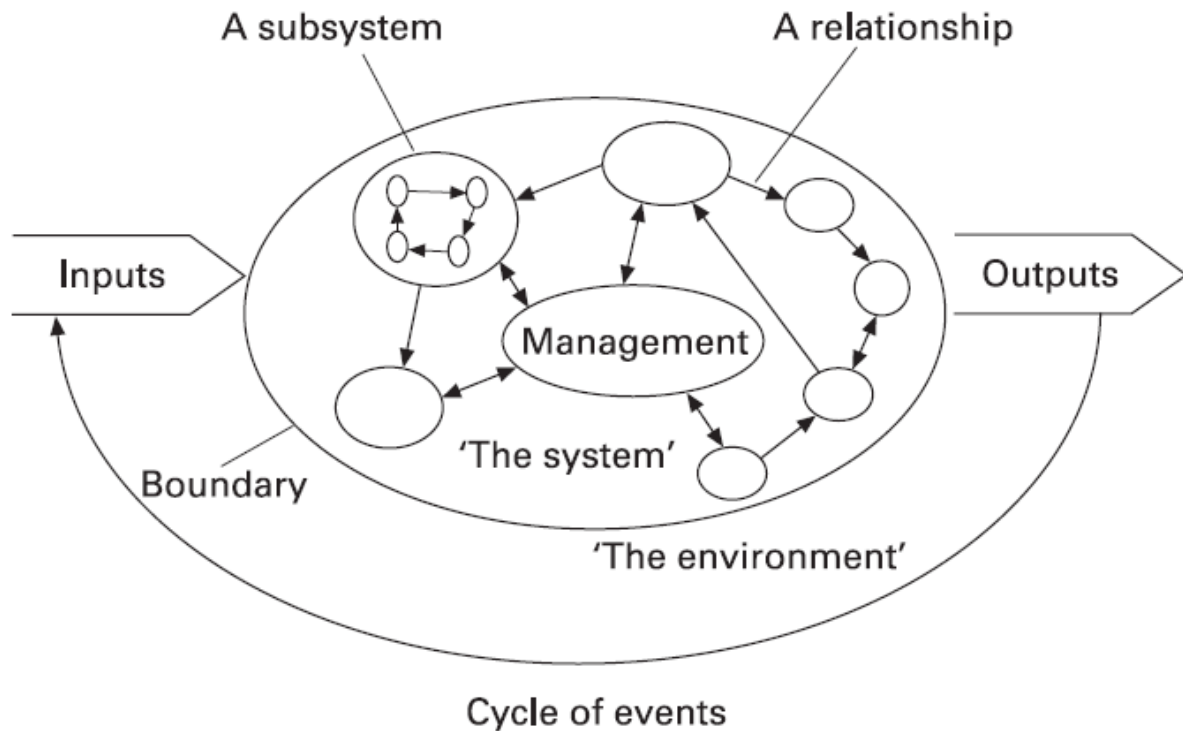 A subsystem
A relationship
Inputs
Outputs
Management
‘The system’
Boundary
‘The environment’
Cycle of events